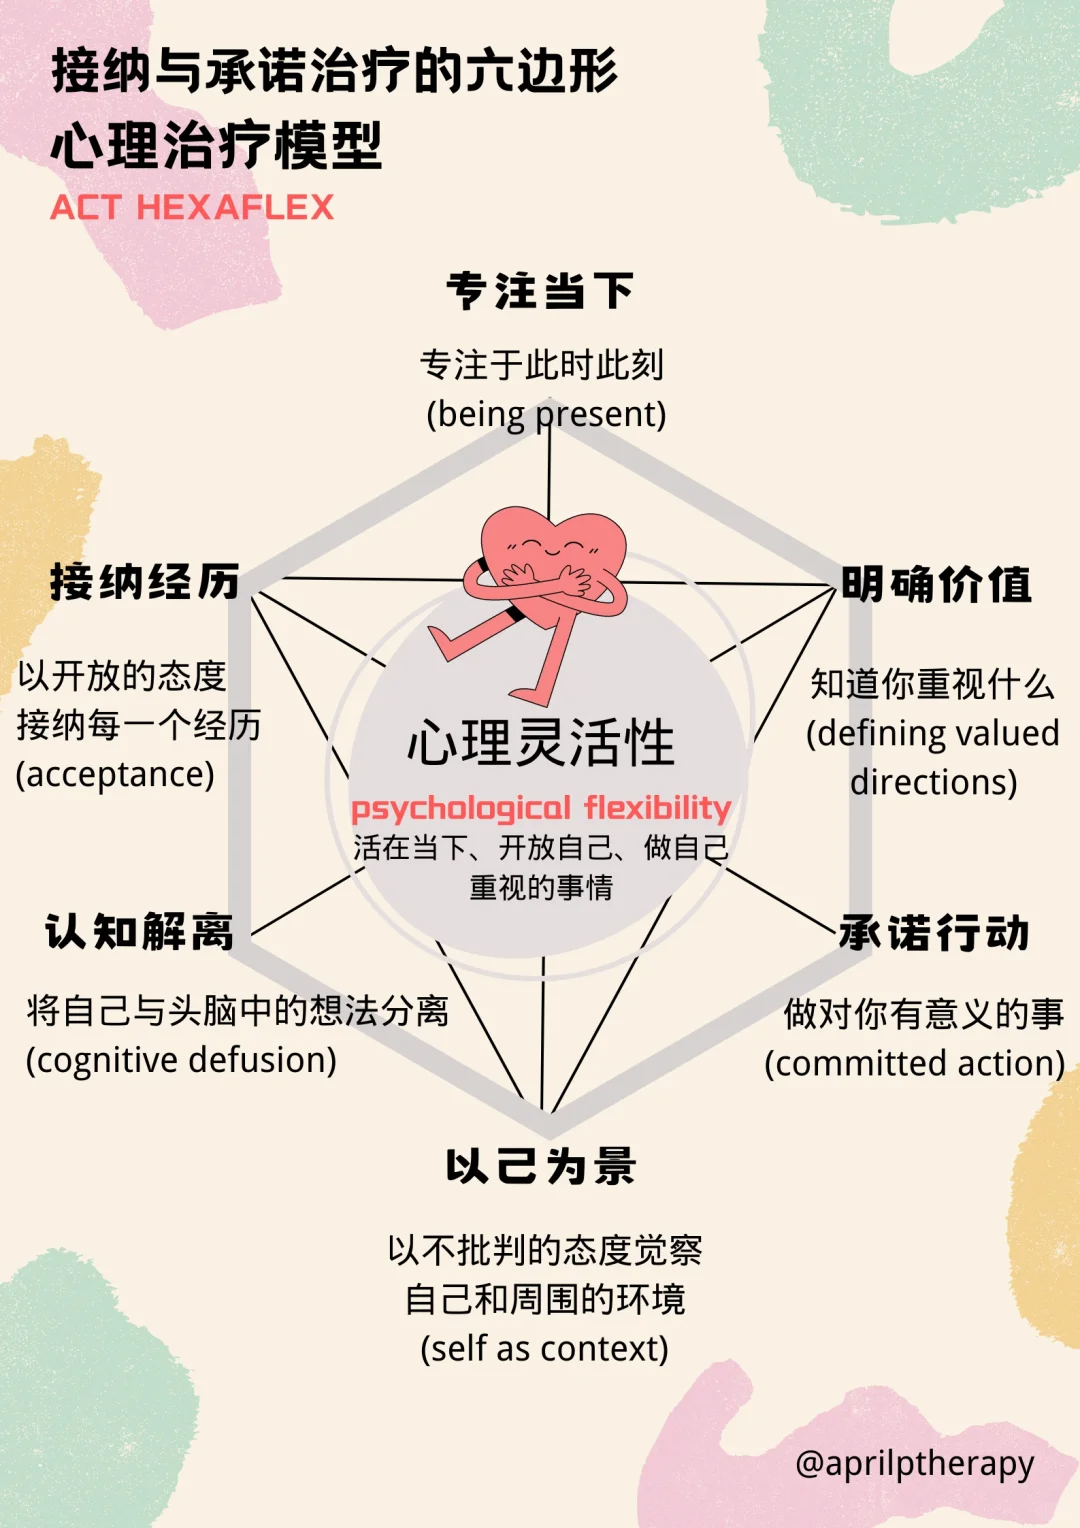 接纳与承诺治疗的六边形
心理治疗模型
ACT HEXAFLEX
专注当下
专注于此时此刻
(being present)
接纳经历
以开放的态度
接纳每一个经历
(acceptance)
明确价值
知道你重视什么
(defining valued
directions)
心理灵活性
psychological flexibility
活在当下、开放自己、做自己
重视的事情
认知解离
将自己与头脑中的想法分离
(cognitive defusion)
承诺行动
做对你有意义的事
(committed action)
以己为景
以不批判的态度觉察
自己和周围的环境
(self as context)
@aprilptherapy